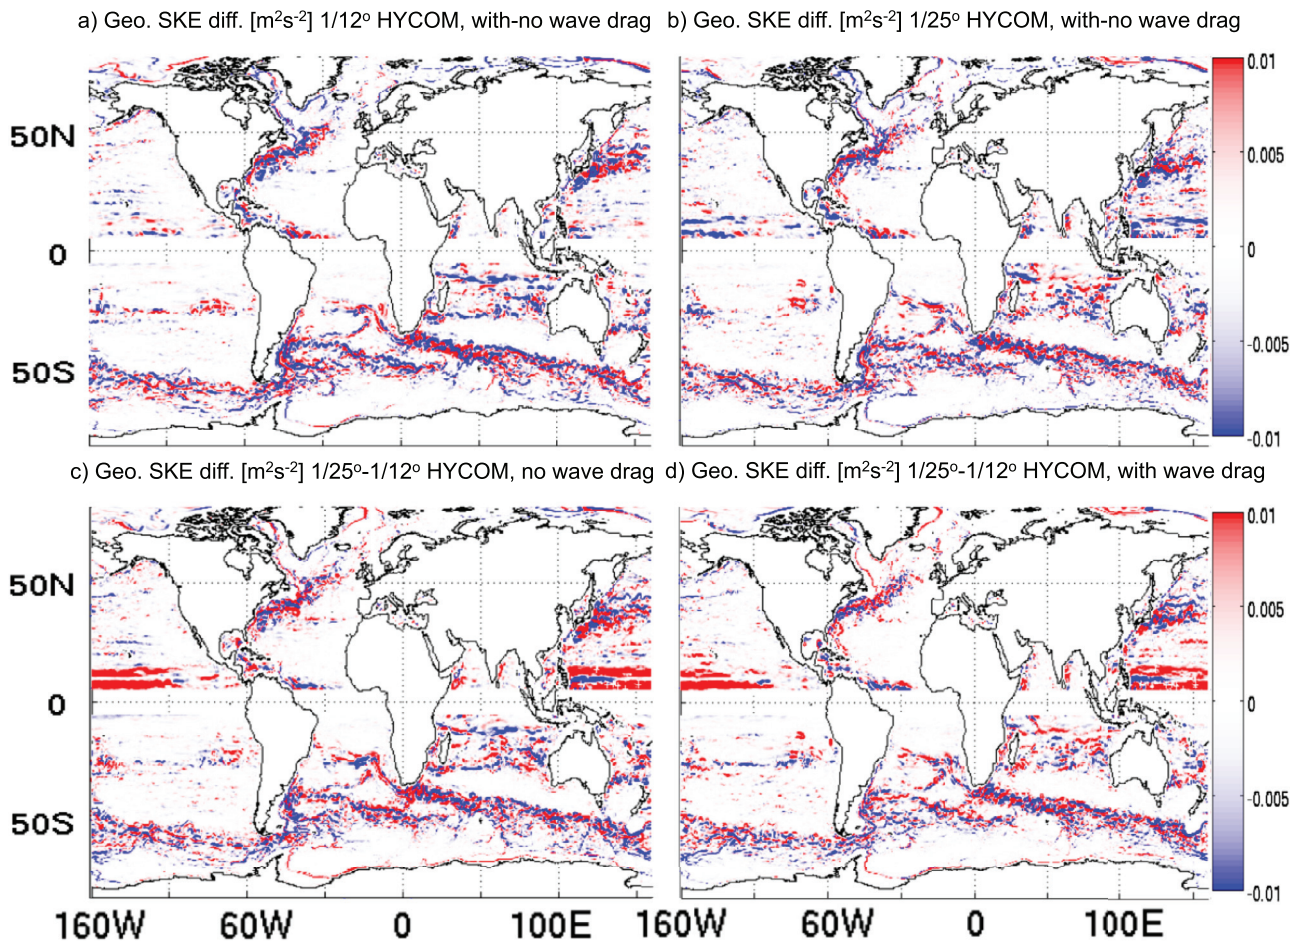 a) Geo. SKE diff. [m²s⁻²] 1/12º HYCOM, with-no wave drag
b) Geo. SKE diff. [m²s⁻²] 1/25º HYCOM, with-no wave drag
50N
0
50S
0.01
0.005
0
-0.005
-0.01
c) Geo. SKE diff. [m²s⁻²] 1/25º-1/12º HYCOM, no wave drag
d) Geo. SKE diff. [m²s⁻²] 1/25º-1/12º HYCOM, with wave drag
50N
0
50S
0.01
0.005
0
-0.005
-0.01
160W 60W 0 100E
160W 60W 0 100E